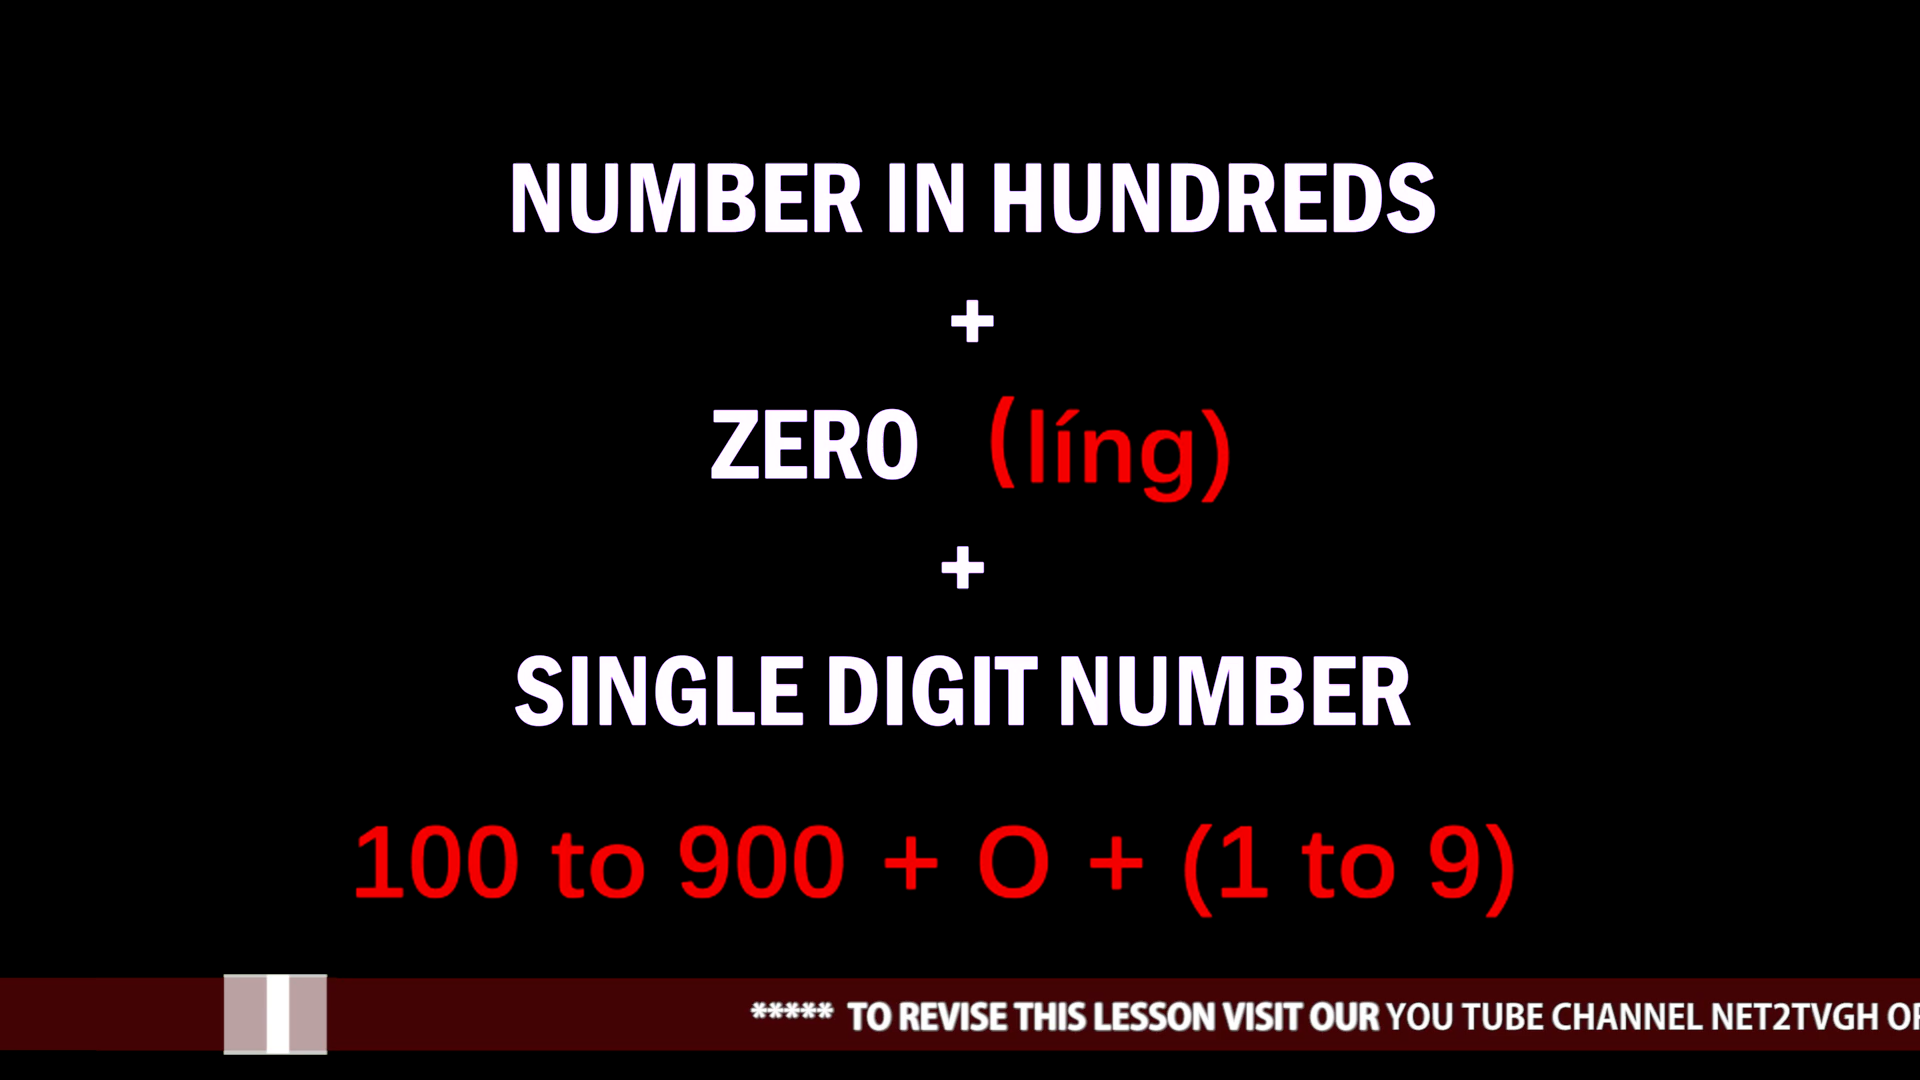 NUMBER IN HUNDREDS
+
ZERO (líng)
+
SINGLE DIGIT NUMBER
100 to 900 + O + (1 to 9)
***** TO REVISE THIS LESSON VISIT OUR YOU TUBE CHANNEL NET2TVGH